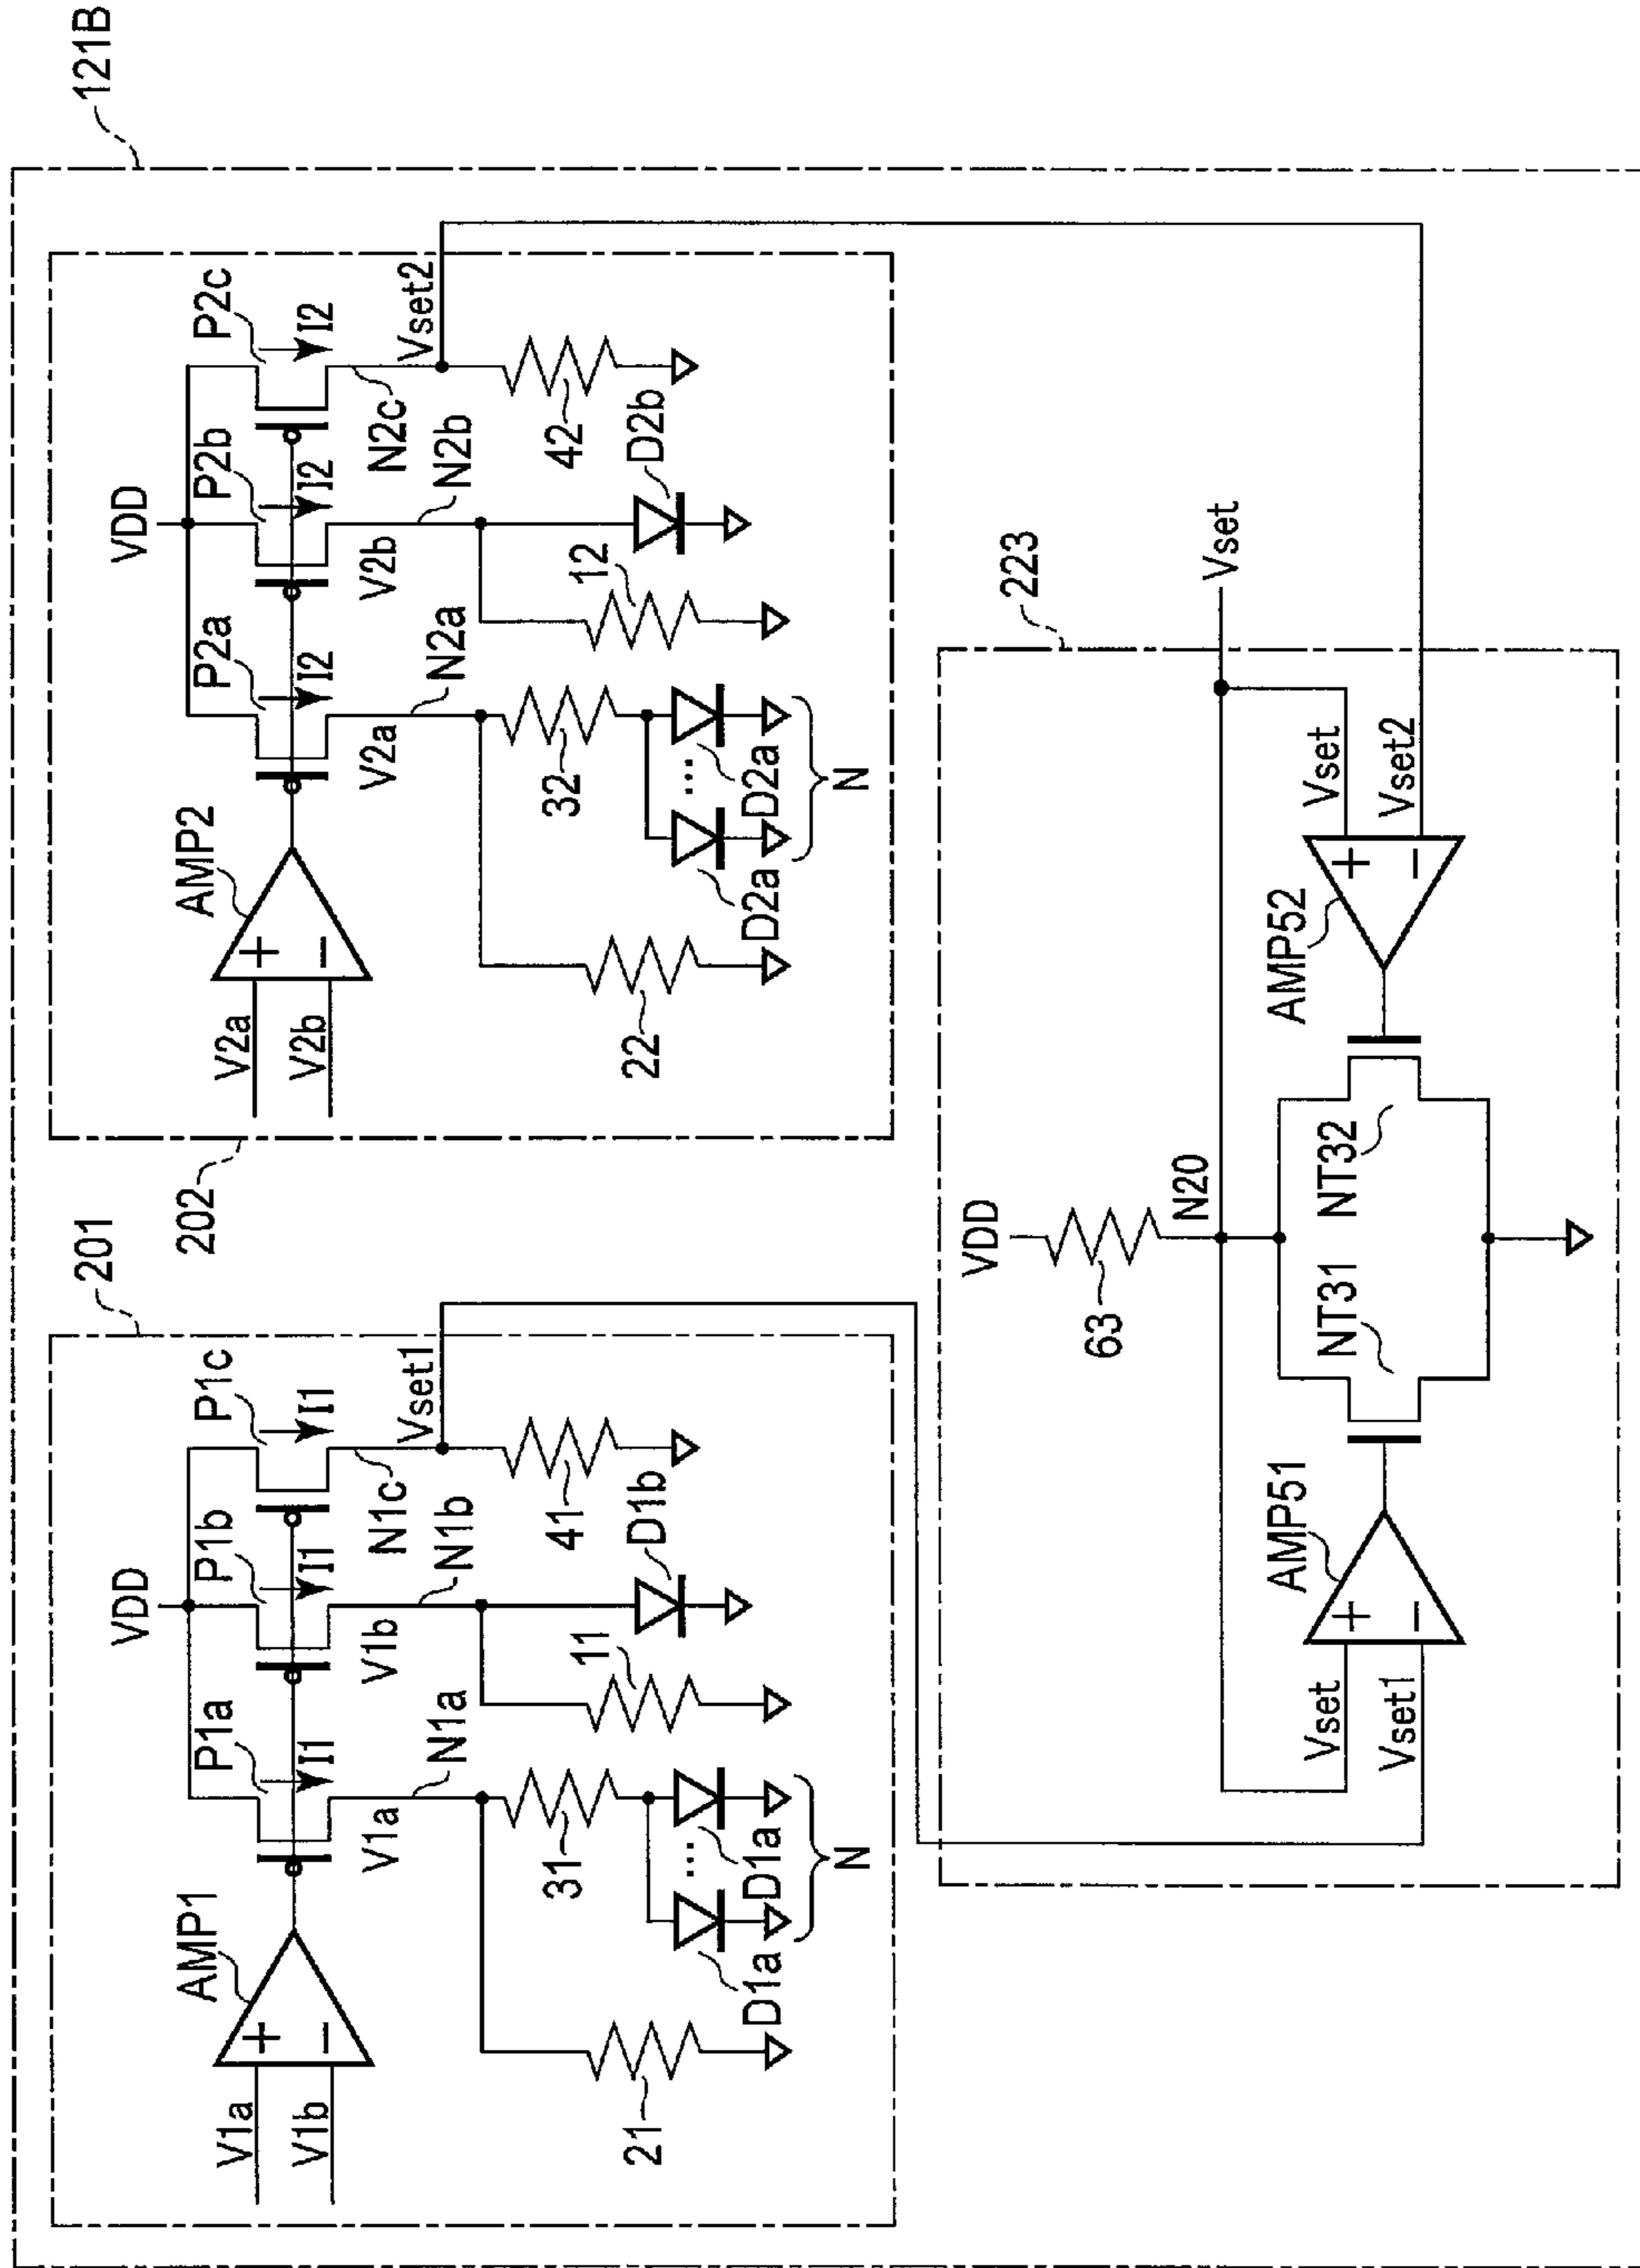 121B
201
AMP1
V1a
V1b
VDD
P1a
P1b
P1c
I1
I1
I1
V1a
N1a
V1b
N1b
N1c
Vset1
21
31
11
41
D1a
...
D1a
D1b
N
202
AMP2
V2a
V2b
VDD
P2a
P2b
P2c
I2
I2
I2
V2a
N2a
V2b
N2b
N2c
Vset2
22
32
12
42
D2a
...
D2a
D2b
N
223
VDD
63
N20
Vset
Vset
Vset1
AMP51
+
−
NT31
NT32
AMP52
+
−
Vset
Vset2
+
−
+
−